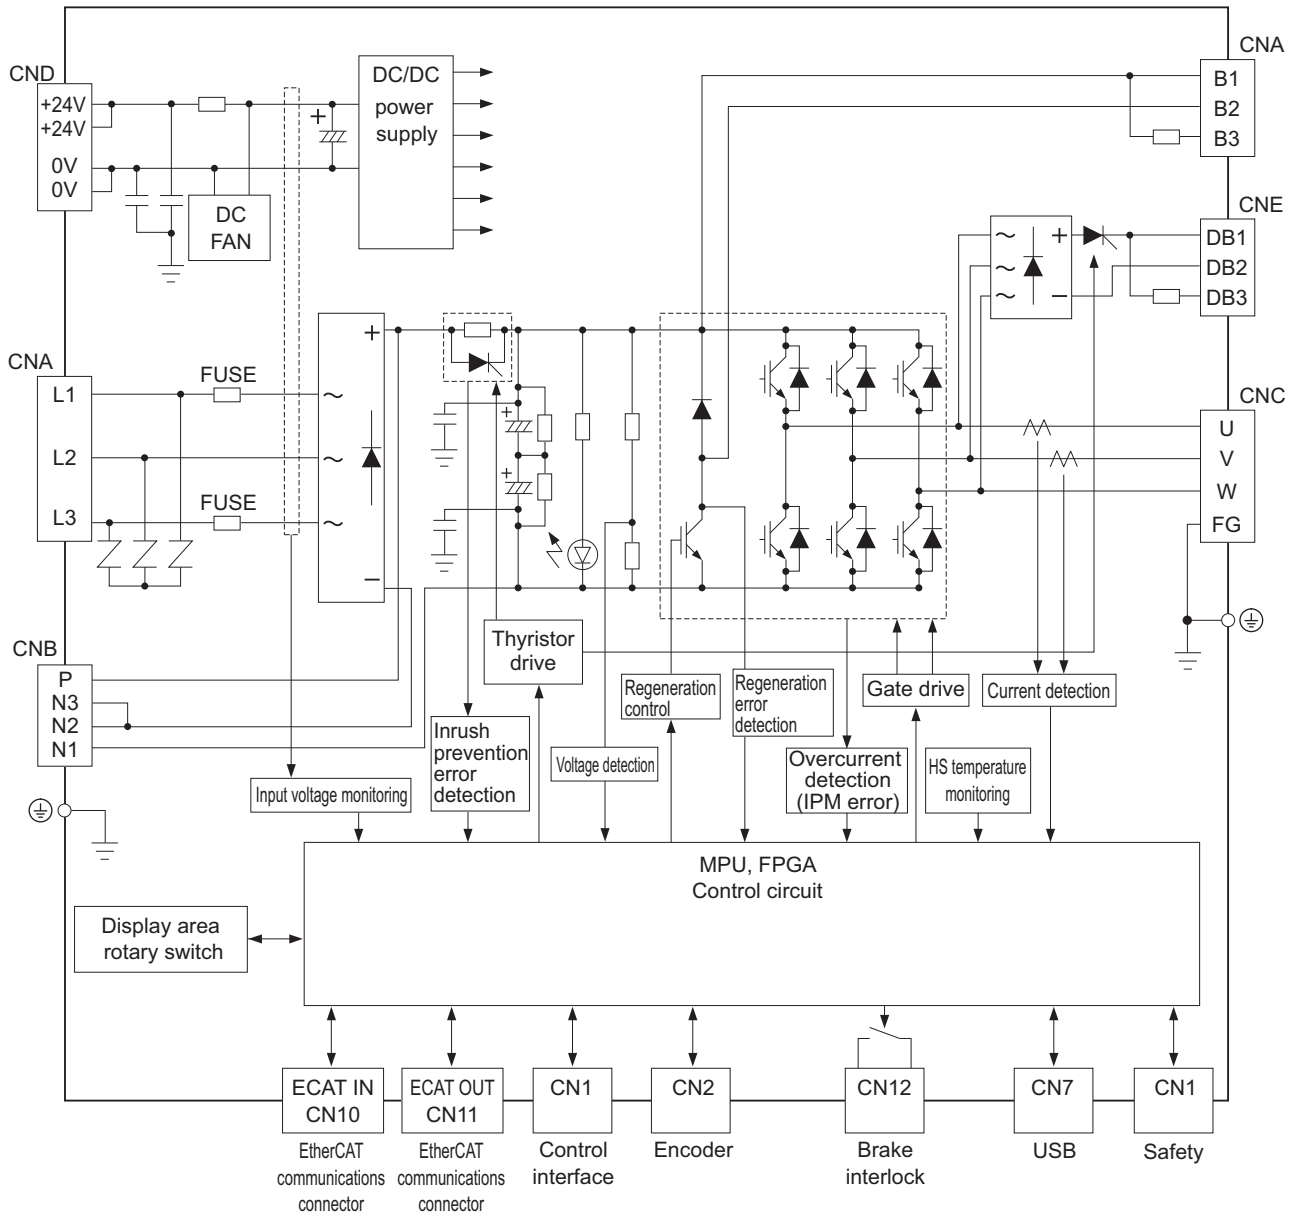 CND
+24V
+24V
0V
0V
+
DC/DC
power
supply
DC
FAN
CNA
B1
B2
B3
CNE
DB1
DB2
DB3
+
−
CNA
L1
L2
L3
FUSE
FUSE
+
−
+
+
CNC
U
V
W
FG
CNB
P
N3
N2
N1
Thyristor
drive
Regeneration
control
Regeneration
error
detection
Gate drive
Current detection
Inrush
prevention
error
detection
Voltage detection
Overcurrent
detection
(IPM error)
HS temperature
monitoring
Input voltage monitoring
MPU, FPGA
Control circuit
Display area
rotary switch
ECAT IN
CN10
ECAT OUT
CN11
CN1
CN2
CN12
CN7
CN1
EtherCAT
communications
connector
EtherCAT
communications
connector
Control
interface
Encoder
Brake
interlock
USB
Safety